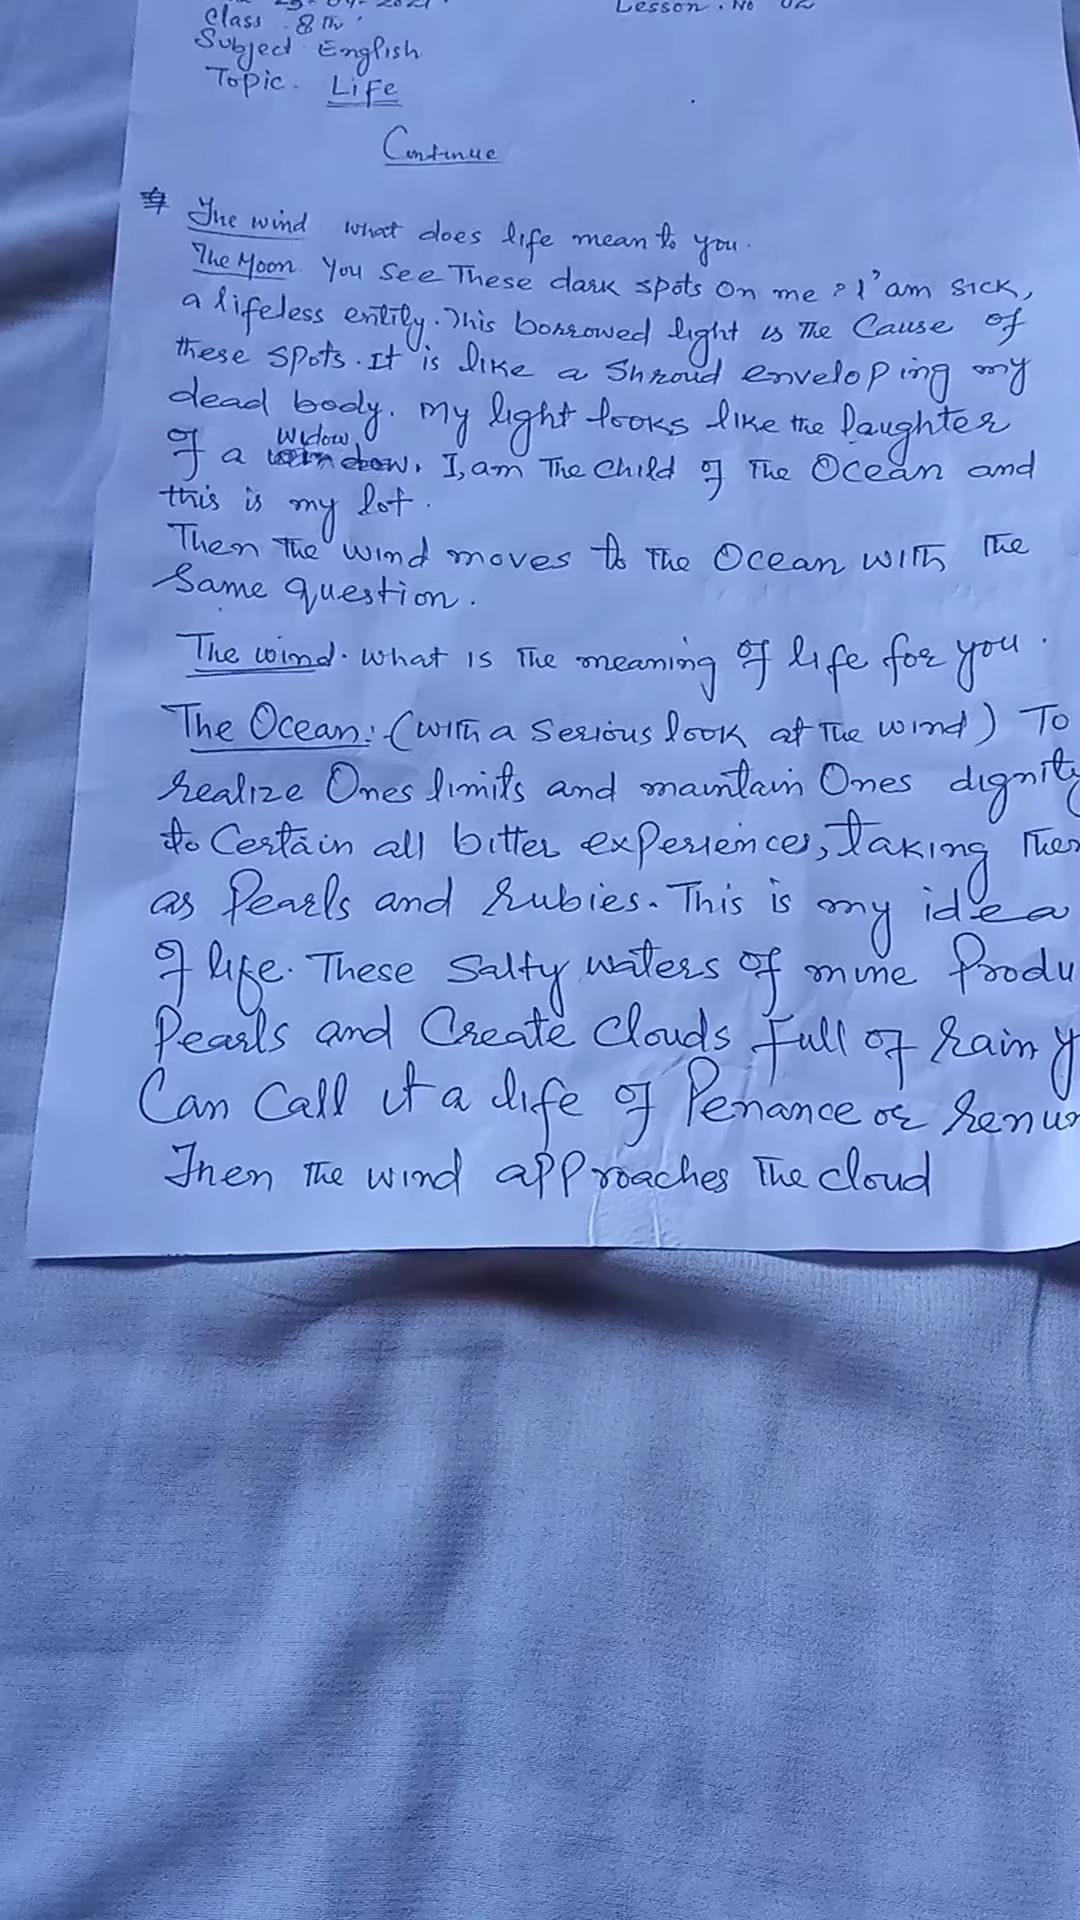 Lesson. No 02
Class 8th
Subject English
Topic. Life
Continue
The wind what does life mean to you.
The Moon. You see These dark spots on me ? I'am sick,
a lifeless entity. This borrowed light is The Cause of
these spots. It is like a Shroud enveloping my
dead body. My light looks like the laughter
Widow
of a I, am The Child of The Ocean and
this is my lot.
Then The wind moves to The Ocean with The
Same question.
The wind. what is The meaning of life for you.
The Ocean: (with a Serious look at The wind) To
realize Ones limits and maintain Ones dignity
to Certain all bitter experiences, taking
as Pearls and rubies. This is my idea
of life. These Salty waters of mine Produ
Pearls and Create Clouds full of rain y
Can Call it a life of Penance or renun
Then The wind approaches The cloud